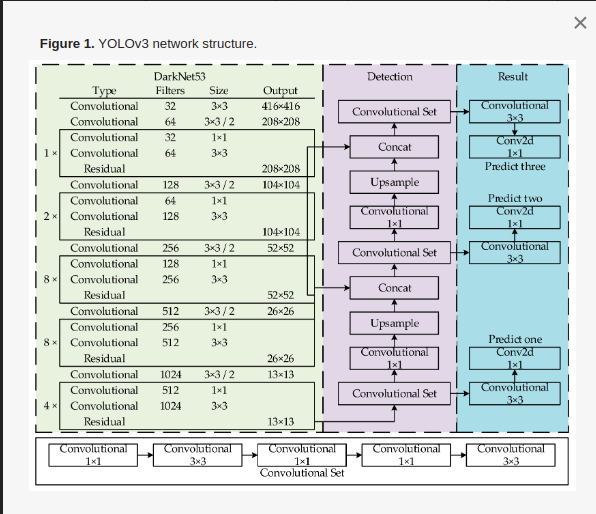 Figure 1. YOLOv3 network structure.
DarkNet53
Type Filters Size Output
Convolutional 32 3×3 416×416
Convolutional 64 3×3 / 2 208×208
Convolutional 32 1×1
1 × Convolutional 64 3×3
Residual 208×208
Convolutional 128 3×3 / 2 104×104
Convolutional 64 1×1
2 × Convolutional 128 3×3
Residual 104×104
Convolutional 256 3×3 / 2 52×52
Convolutional 128 1×1
8 × Convolutional 256 3×3
Residual 52×52
Convolutional 512 3×3 / 2 26×26
Convolutional 256 1×1
8 × Convolutional 512 3×3
Residual 26×26
Convolutional 1024 3×3 / 2 13×13
Convolutional 512 1×1
4 × Convolutional 1024 3×3
Residual 13×13
Detection
Convolutional Set
Concat
Upsample
Convolutional
1×1
Convolutional Set
Concat
Upsample
Convolutional
1×1
Convolutional Set
Result
Convolutional
3×3
Conv2d
1×1
Predict three
Predict two
Conv2d
1×1
Convolutional
3×3
Predict one
Conv2d
1×1
Convolutional
3×3
Convolutional Convolutional Convolutional Convolutional Convolutional
1×1 3×3 1×1 1×1 3×3
Convolutional Set